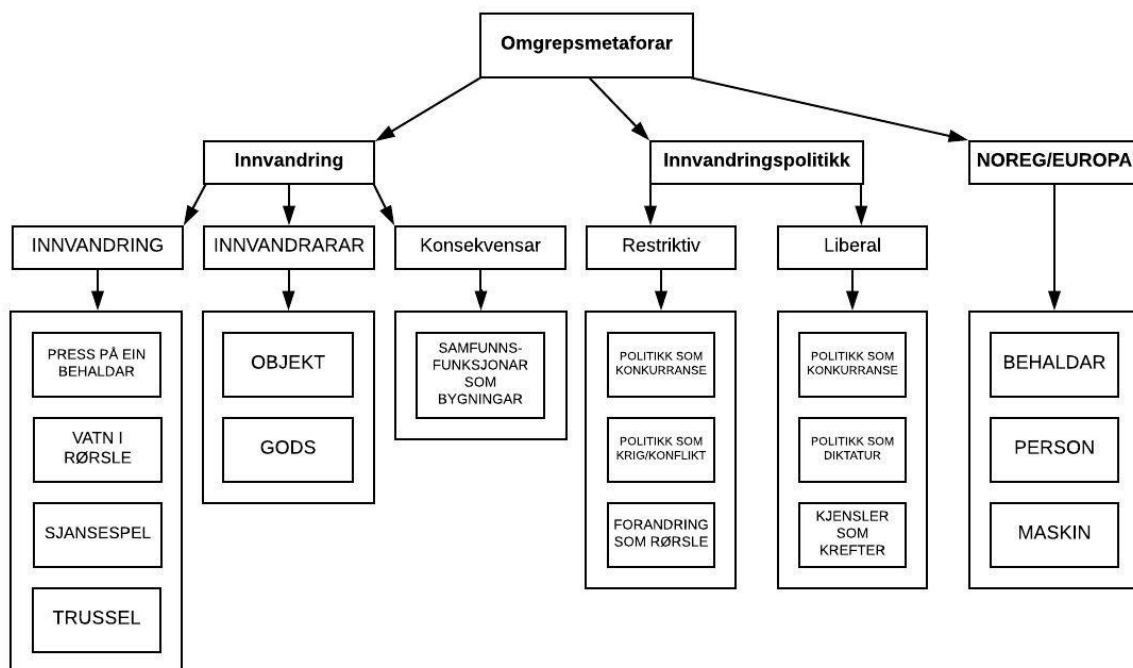 Omgrepsmetaforar
Innvandring
Innvandringspolitikk
NOREG/EUROPA
INNVANDRING
INNVANDRARAR
Konsekvensar
Restriktiv
Liberal
PRESS PÅ EIN
BEHALDAR
VATN I
RØRSLE
SJANSESPEL
TRUSSEL
OBJEKT
GODS
SAMFUNNS-
FUNKSJONAR
SOM
BYGNINGAR
POLITIKK SOM
KONKURRANSE
POLITIKK SOM
KRIG/KONFLIKT
FORANDRING
SOM RØRSLE
POLITIKK SOM
KONKURRANSE
POLITIKK SOM
DIKTATUR
KJENSLER
SOM
KREFTER
BEHALDAR
PERSON
MASKIN